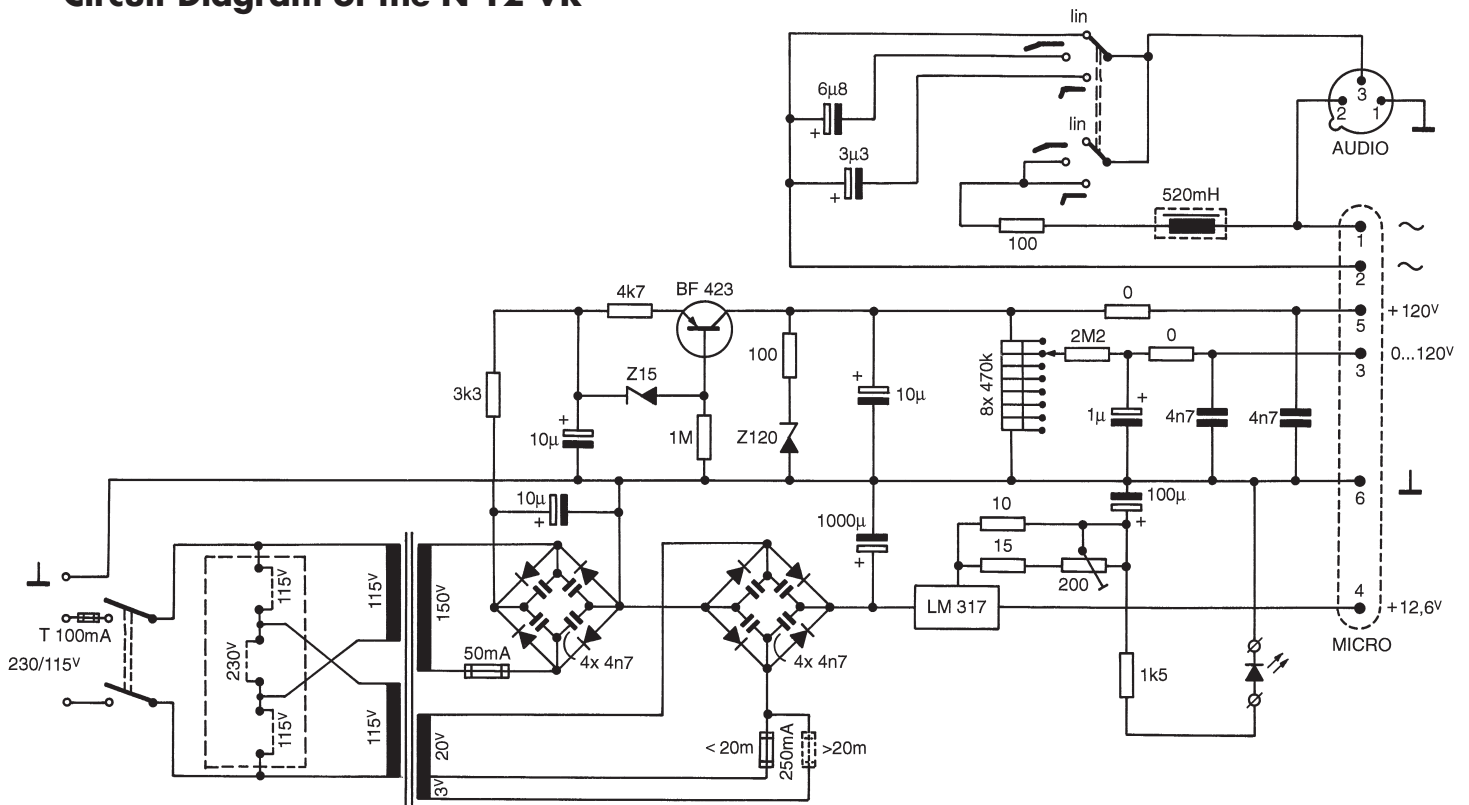 Circuit Diagram of the N 12 VR
lin
6µ8
+
3µ3
+
lin
3
2
1
AUDIO
520mH
100
1
2
4k7
BF 423
0
5
+120V
2M2
0
0...120V
3
3k3
Z15
100
+
10µ
8x 470k
+
1µ
4n7
4n7
+
10µ
1M
Z120
6
10µ
+
100µ
+
1000µ
+
10
15
200
LM 317
4
+12,6V
MICRO
T 100mA
230/115V
115V
230V
115V
115V
115V
150V
50mA
4x 4n7
4x 4n7
1k5
20V
3V
< 20m
250mA
>20m